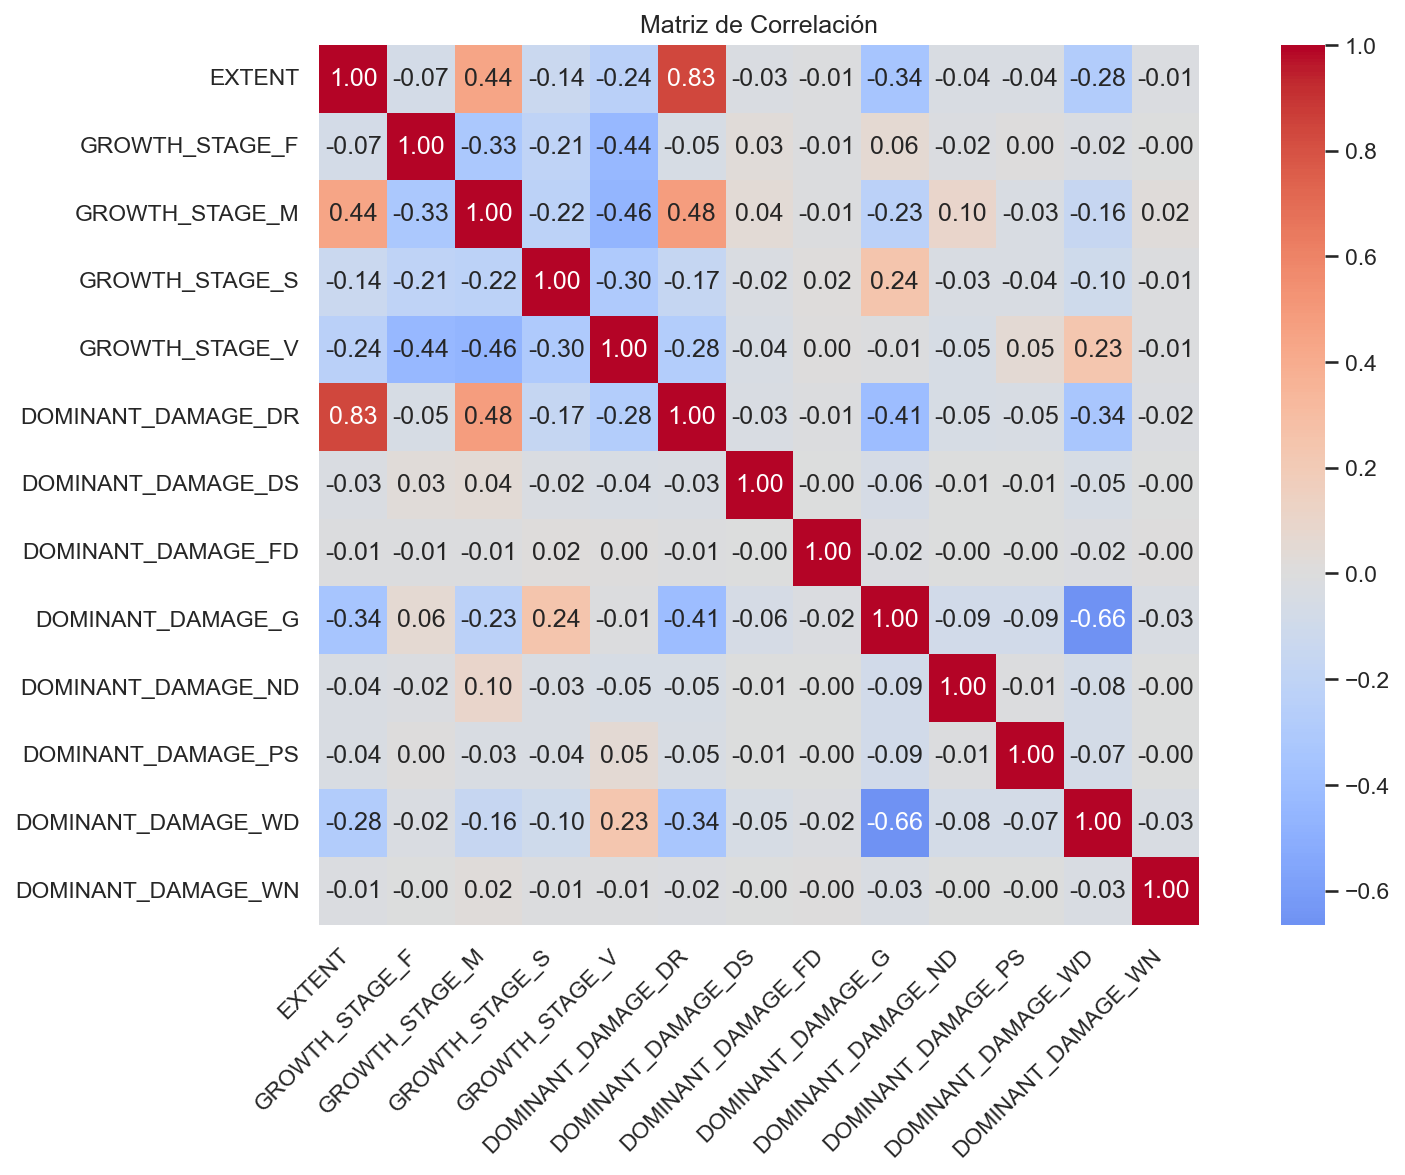 Matriz de Correlación
EXTENT 1.00 -0.07 0.44 -0.14 -0.24 0.83 -0.03 -0.01 -0.34 -0.04 -0.04 -0.28 -0.01
GROWTH_STAGE_F -0.07 1.00 -0.33 -0.21 -0.44 -0.05 0.03 -0.01 0.06 -0.02 0.00 -0.02 -0.00
GROWTH_STAGE_M 0.44 -0.33 1.00 -0.22 -0.46 0.48 0.04 -0.01 -0.23 0.10 -0.03 -0.16 0.02
GROWTH_STAGE_S -0.14 -0.21 -0.22 1.00 -0.30 -0.17 -0.02 0.02 0.24 -0.03 -0.04 -0.10 -0.01
GROWTH_STAGE_V -0.24 -0.44 -0.46 -0.30 1.00 -0.28 -0.04 0.00 -0.01 -0.05 0.05 0.23 -0.01
DOMINANT_DAMAGE_DR 0.83 -0.05 0.48 -0.17 -0.28 1.00 -0.03 -0.01 -0.41 -0.05 -0.05 -0.34 -0.02
DOMINANT_DAMAGE_DS -0.03 0.03 0.04 -0.02 -0.04 -0.03 1.00 -0.00 -0.06 -0.01 -0.01 -0.05 -0.00
DOMINANT_DAMAGE_FD -0.01 -0.01 -0.01 0.02 0.00 -0.01 -0.00 1.00 -0.02 -0.00 -0.00 -0.02 -0.00
DOMINANT_DAMAGE_G -0.34 0.06 -0.23 0.24 -0.01 -0.41 -0.06 -0.02 1.00 -0.09 -0.09 -0.66 -0.03
DOMINANT_DAMAGE_ND -0.04 -0.02 0.10 -0.03 -0.05 -0.05 -0.01 -0.00 -0.09 1.00 -0.01 -0.08 -0.00
DOMINANT_DAMAGE_PS -0.04 0.00 -0.03 -0.04 0.05 -0.05 -0.01 -0.00 -0.09 -0.01 1.00 -0.07 -0.00
DOMINANT_DAMAGE_WD -0.28 -0.02 -0.16 -0.10 0.23 -0.34 -0.05 -0.02 -0.66 -0.08 -0.07 1.00 -0.03
DOMINANT_DAMAGE_WN -0.01 -0.00 0.02 -0.01 -0.01 -0.02 -0.00 -0.00 -0.03 -0.00 -0.00 -0.03 1.00
EXTENT
GROWTH_STAGE_F
GROWTH_STAGE_M
GROWTH_STAGE_S
GROWTH_STAGE_V
DOMINANT_DAMAGE_DR
DOMINANT_DAMAGE_DS
DOMINANT_DAMAGE_FD
DOMINANT_DAMAGE_G
DOMINANT_DAMAGE_ND
DOMINANT_DAMAGE_PS
DOMINANT_DAMAGE_WD
DOMINANT_DAMAGE_WN
1.0
0.8
0.6
0.4
0.2
0.0
−0.2
−0.4
−0.6